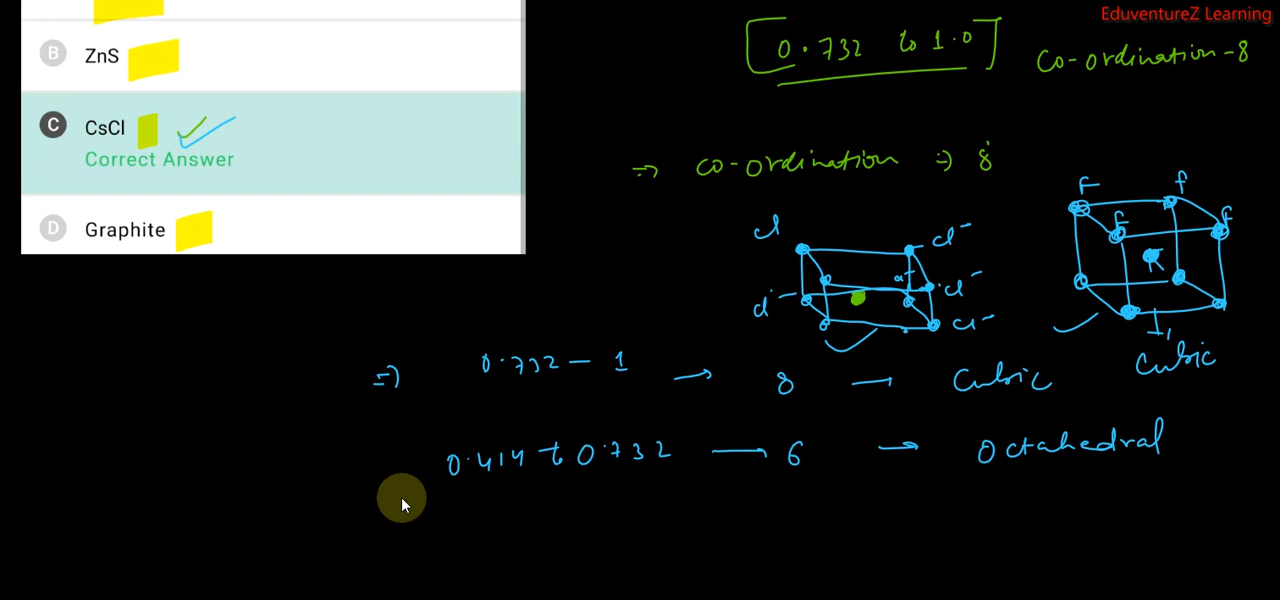 EduventureZ Learning
B ZnS
[0.732 to 1.0] Co-ordination-8
C CsCl
Correct Answer
⇒ co-ordination ⇒ 8
D Graphite
F f
F f
cl cl⁻
cl⁻
cl⁻ cl⁻
Cubic
⇒ 0.732 — 1 → 8 → Cubic
0.414 to 0.732 → 6 → Octahedral